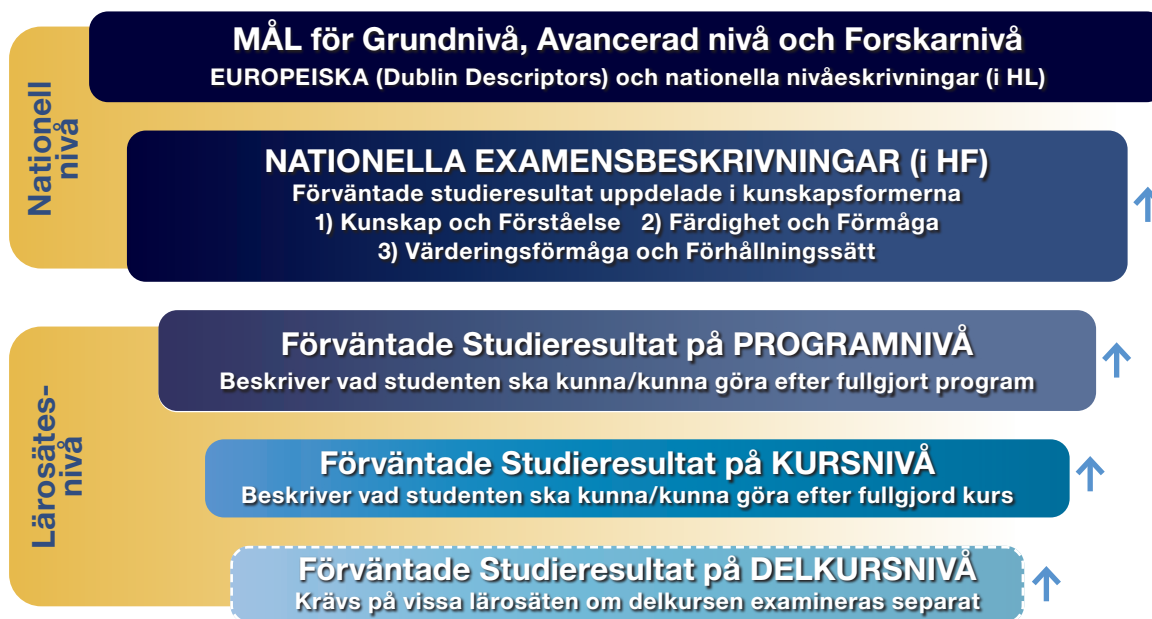 Nationell
nivå
MÅL för Grundnivå, Avancerad nivå och Forskarnivå
EUROPEISKA (Dublin Descriptors) och nationella nivåeskrivningar (i HL)
NATIONELLA EXAMENSBESKRIVNINGAR (i HF)
Förväntade studieresultat uppdelade i kunskapsformerna
1) Kunskap och Förståelse 2) Färdighet och Förmåga
3) Värderingsförmåga och Förhållningssätt
Lärosätes-
nivå
Förväntade Studieresultat på PROGRAMNIVÅ
Beskriver vad studenten ska kunna/kunna göra efter fullgjort program
Förväntade Studieresultat på KURSNIVÅ
Beskriver vad studenten ska kunna/kunna göra efter fullgjord kurs
Förväntade Studieresultat på DELKURSNIVÅ
Krävs på vissa lärosäten om delkursen examineras separat